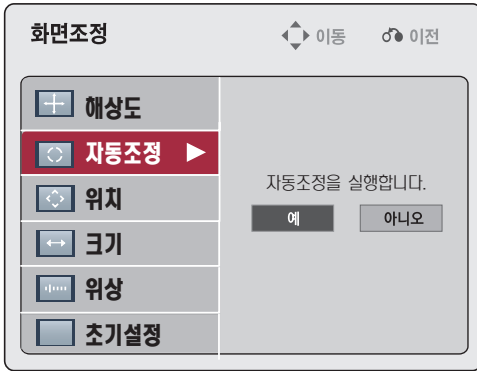 화면조정 이동 이전
해상도
자동조정
위치
크기
위상
초기설정
자동조정을 실행합니다.
예 아니오